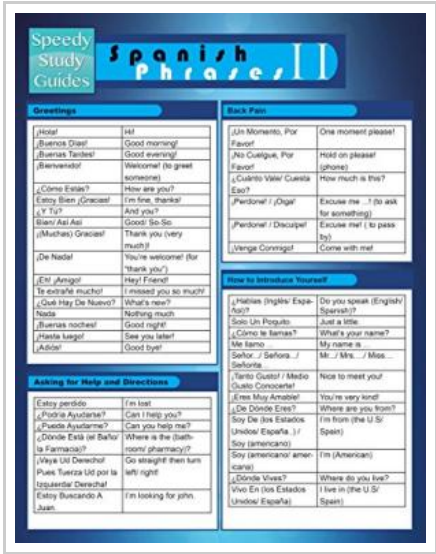 Speedy
Study
Guides
Spanish
Phrases II
Greetings
¡Hola! Hi!
¡Buenos Dias! Good morning!
¡Buenas Tardes! Good evening!
¡Bienvenido! Welcome! (to greet
someone)
¿Cómo Estás? How are you?
Estoy Bien ¡Gracias! I'm fine, thanks!
¿Y Tú? And you?
Bien/ Así Así Good/ So-So
¡(Muchas) Gracias! Thank you (very
much)!
¡De Nada! You're welcome! (for
"thank you")
¡Eh! ¡Amigo! Hey! Friend!
Te extrañé mucho! I missed you so much!
¿Qué Hay De Nuevo? What's new?
Nada Nothing much
¡Buenas noches! Good night!
¡Hasta luego! See you later!
¡Adiós! Good bye!
Asking for Help and Directions
Estoy perdido I'm lost
¿Podría Ayudarse? Can I help you?
¿Puede Ayudarme? Can you help me?
¿Dónde Está (el Baño/ Where is the (bath-
la Farmacia)? room/ pharmacy)?
¡Vaya Ud Derecho! Go straight! then turn
Pues Tuerza Ud por la left/ right!
Izquierda/ Derecha!
Estoy Buscando A I'm looking for john.
Juan
Back Pain
¡Un Momento, Por One moment please!
Favor!
¡No Cuelgue, Por Hold on please!
Favor! (phone)
¿Cuánto Vale/ Cuesta How much is this?
Eso?
¡Perdone! / ¡Oiga! Excuse me ...! (to ask
for something)
¡Perdone! / Disculpe! Excuse me! ( to pass
by)
¡Venga Conmigo! Come with me!
How to Introduce Yourself
¿Hablas (Inglés/ Espa- Do you speak (English/
ñol)? Spanish)?
Solo Un Poquito Just a little.
¿Cómo te llamas? What's your name?
Me llamo ... My name is ...
Señor.../ Señora.../ Mr.../ Mrs. .../ Miss ...
Señorita...
¡Tanto Gusto! / Medio Nice to meet you!
Gusto Conocerte!
¡Eres Muy Amable! You're very kind!
¿De Dónde Eres? Where are you from?
Soy De (los Estados I'm from (the U.S/
Unidos/ España..) / Spain)
Soy (americano)
Soy (americano/ amer- I'm (American)
icana)
¿Dónde Vives? Where do you live?
Vivo En (los Estados I live in (the U.S/
Unidos/ España) Spain)